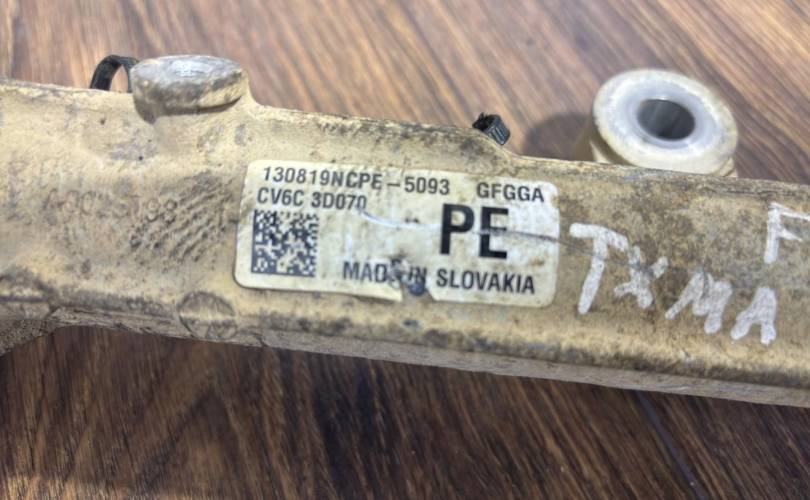 130819NCPE-5093 GFGGA
CV6C 3D070
PE
MADE IN SLOVAKIA
TXMA
F